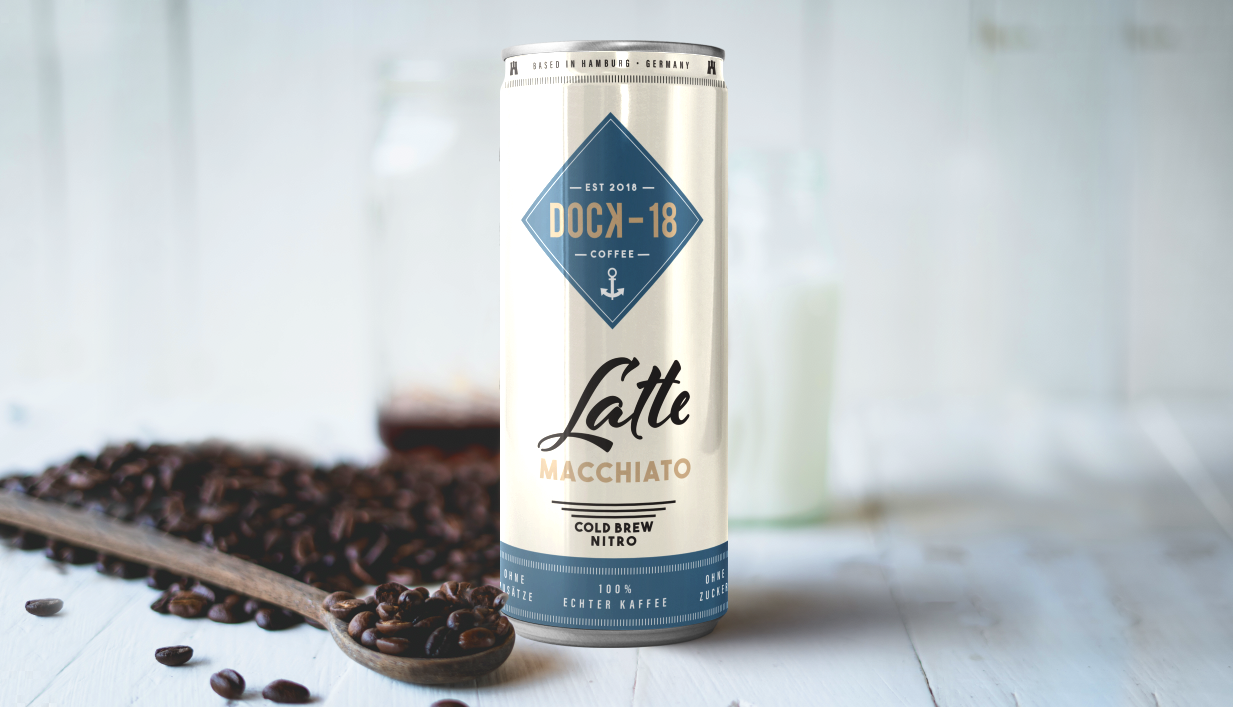 BASED IN HAMBURG · GERMANY
EST 2018
DOCK-18
COFFEE
Latte
MACCHIATO
COLD BREW
NITRO
OHNE
100%
ECHTER KAFFEE
OHNE
ZUCKER